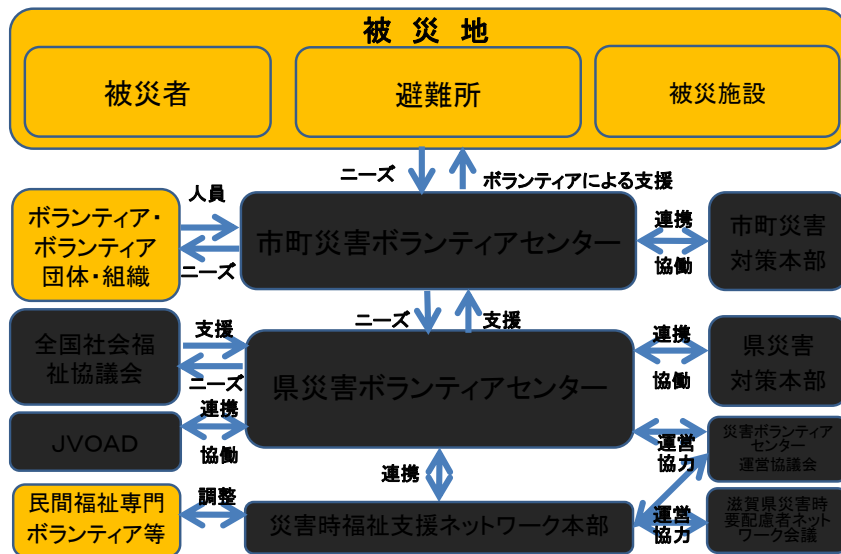 被 災 地
被災者
避難所
被災施設
ニーズ
ボランティアによる支援
ボランティア・
ボランティア
団体・組織
人員
ニーズ
市町災害ボランティアセンター
連携
協働
市町災害
対策本部
ニーズ
支援
全国社会福
祉協議会
支援
ニーズ
県災害ボランティアセンター
連携
協働
県災害
対策本部
JVOAD
連携
協働
運営
協力
災害ボランティア
センター
運営協議会
連携
民間福祉専門
ボランティア等
調整
災害時福祉支援ネットワーク本部
運営
協力
滋賀県災害時
要配慮者ネット
ワーク会議